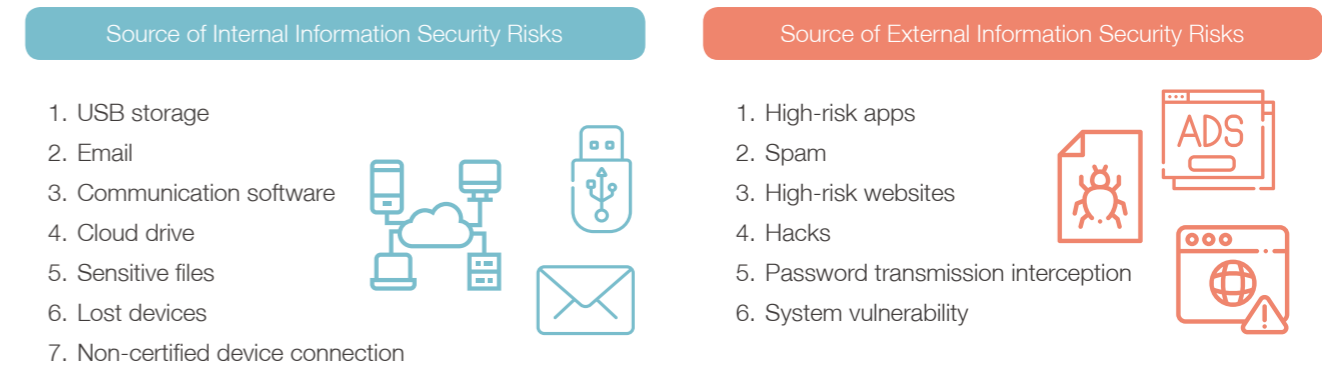 Source of Internal Information Security Risks
1. USB storage
2. Email
3. Communication software
4. Cloud drive
5. Sensitive files
6. Lost devices
7. Non-certified device connection
Source of External Information Security Risks
1. High-risk apps
2. Spam
3. High-risk websites
4. Hacks
5. Password transmission interception
6. System vulnerability
ADS